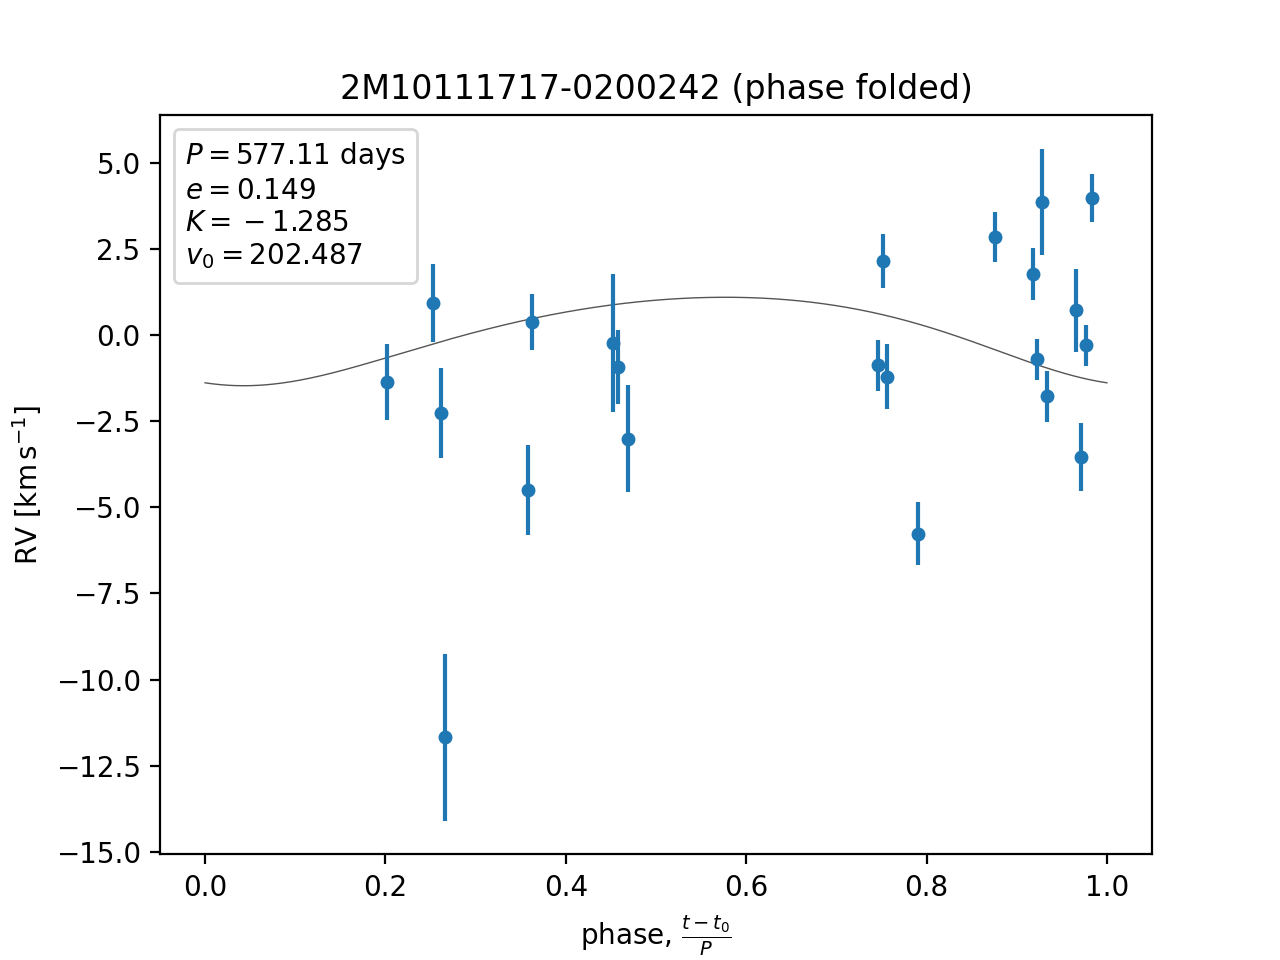 2M10111717-0200242 (phase folded)
P = 577.11 days
e = 0.149
K = −1.285
v₀ = 202.487
5.0
2.5
0.0
−2.5
−5.0
−7.5
−10.0
−12.5
−15.0
RV [km s⁻¹]
0.0 0.2 0.4 0.6 0.8 1.0
phase, (t − t₀)/P